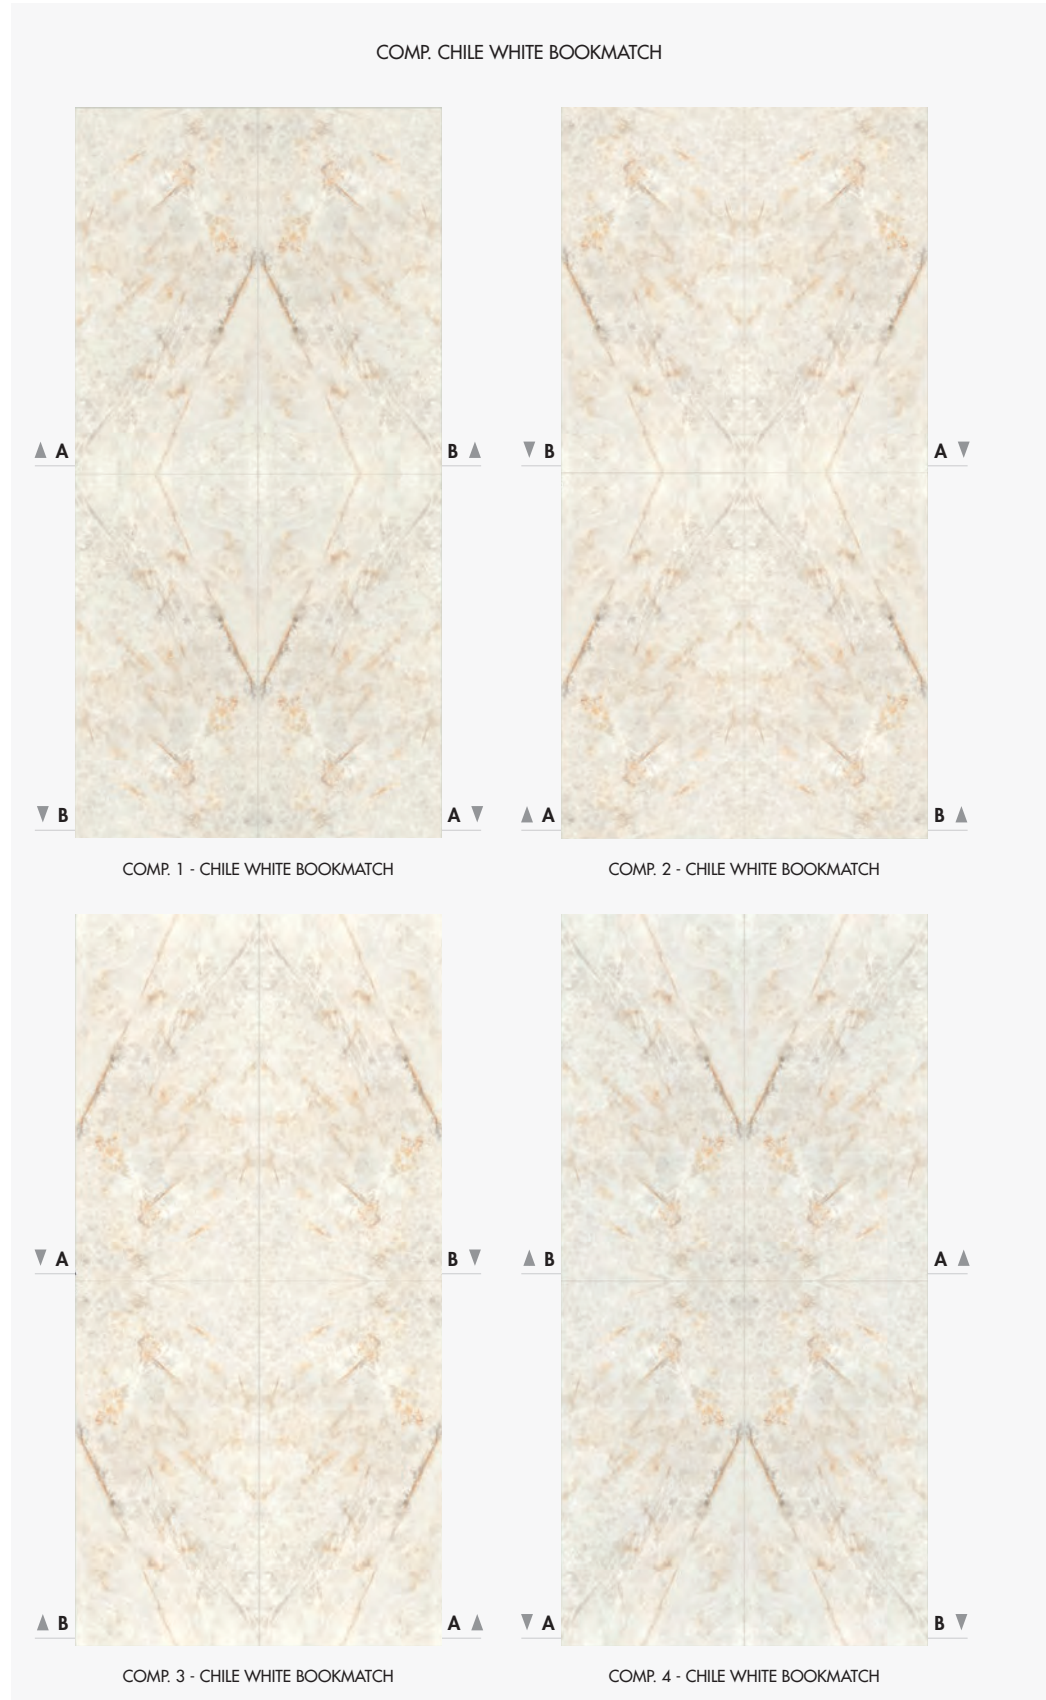 COMP. CHILE WHITE BOOKMATCH
▲ A B ▲
▼ B A ▼
▼ B A ▼
▲ A B ▲
COMP. 1 - CHILE WHITE BOOKMATCH
COMP. 2 - CHILE WHITE BOOKMATCH
▼ A B ▼
▲ B A ▲
▲ B A ▲
▼ A B ▼
COMP. 3 - CHILE WHITE BOOKMATCH
COMP. 4 - CHILE WHITE BOOKMATCH